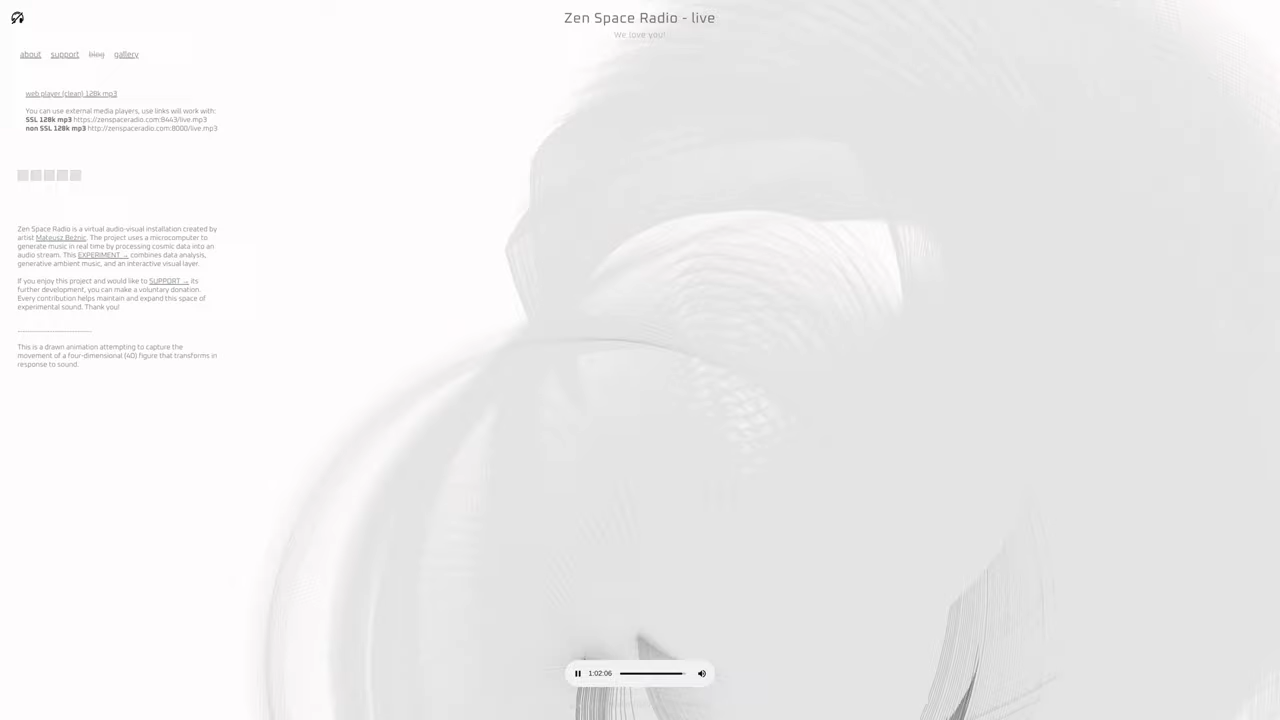 Zen Space Radio - live
We love you!
about support blog gallery
web player (clean) 128k mp3
You can use external media players, use links will work with:
SSL 128k mp3 https://zenspaceradio.com:8443/live.mp3
non SSL 128k mp3 http://zenspaceradio.com:8000/live.mp3
Zen Space Radio is a virtual audio-visual installation created by
artist Mateusz Beźnic. The project uses a microcomputer to
generate music in real time by processing cosmic data into an
audio stream. This EXPERIMENT → combines data analysis,
generative ambient music, and an interactive visual layer.
If you enjoy this project and would like to SUPPORT → its
further development, you can make a voluntary donation.
Every contribution helps maintain and expand this space of
experimental sound. Thank you!
-----------------------------------
This is a drawn animation attempting to capture the
movement of a four-dimensional (4D) figure that transforms in
response to sound.
1:02:06